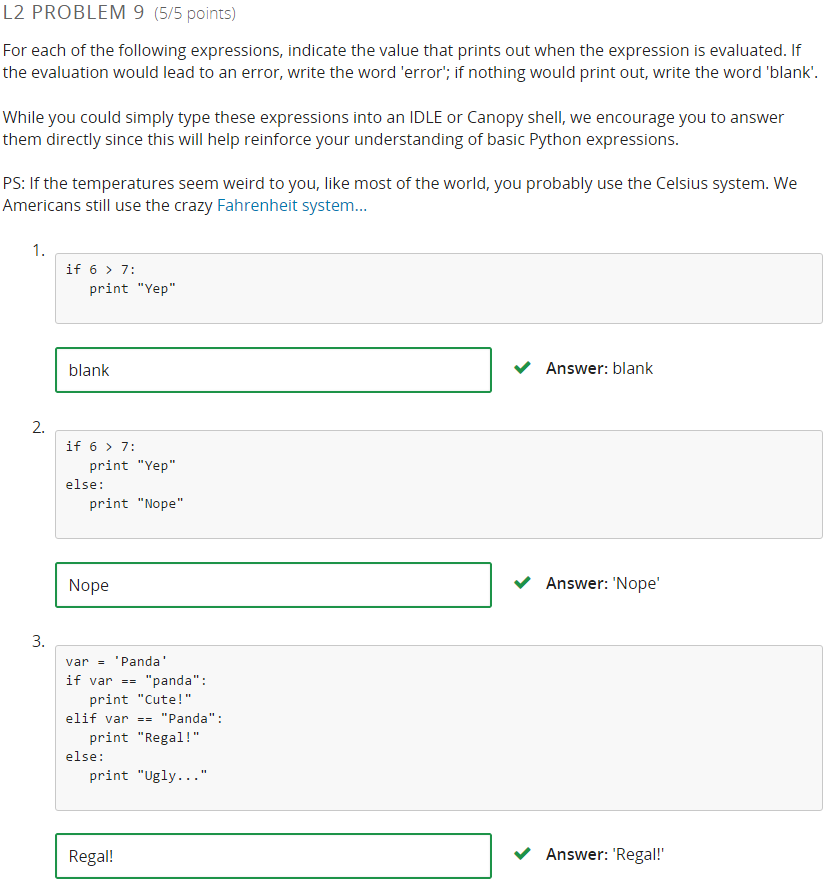 L2 PROBLEM 9 (5/5 points)
For each of the following expressions, indicate the value that prints out when the expression is evaluated. If
the evaluation would lead to an error, write the word 'error'; if nothing would print out, write the word 'blank'.
While you could simply type these expressions into an IDLE or Canopy shell, we encourage you to answer
them directly since this will help reinforce your understanding of basic Python expressions.
PS: If the temperatures seem weird to you, like most of the world, you probably use the Celsius system. We
Americans still use the crazy Fahrenheit system...
1.
if 6 > 7:
   print "Yep"
blank ✔ Answer: blank
2.
if 6 > 7:
   print "Yep"
else:
   print "Nope"
Nope ✔ Answer: 'Nope'
3.
var = 'Panda'
if var == "panda":
   print "Cute!"
elif var == "Panda":
   print "Regal!"
else:
   print "Ugly..."
Regal! ✔ Answer: 'Regal!'